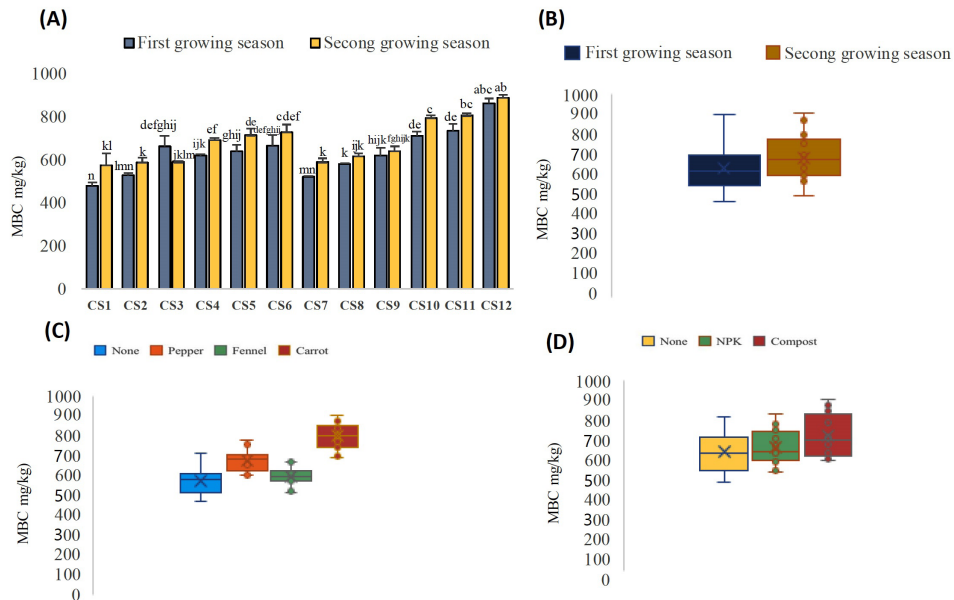 (A)
First growing season Secong growing season
MBC mg/kg
1000
800
600
400
200
0
n kl lmn k defghij jklm ijk ef ghij de defghij cdef mn k k ijk hijk fghijk de c de bc abc ab
CS1 CS2 CS3 CS4 CS5 CS6 CS7 CS8 CS9 CS10 CS11 CS12
(B)
First growing season Secong growing season
MBC mg/kg
1000
900
800
700
600
500
400
300
200
100
0
(C)
None Pepper Fennel Carrot
MBC mg/kg
1000
900
800
700
600
500
400
300
200
100
0
(D)
None NPK Compost
MBC mg/kg
1000
900
800
700
600
500
400
300
200
100
0